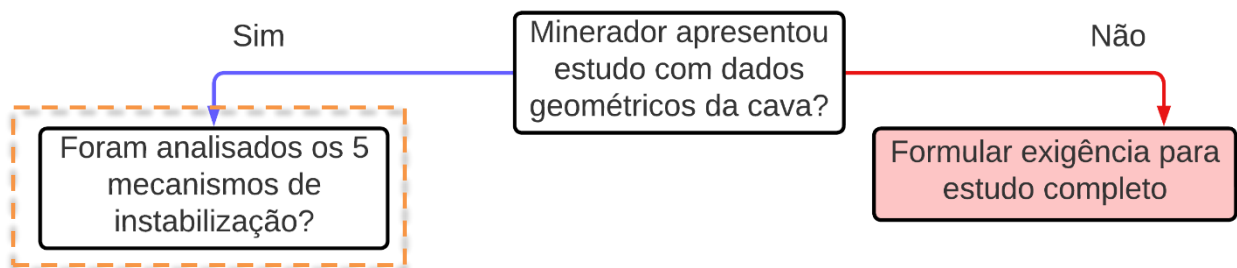 Sim
Minerador apresentou
estudo com dados
geométricos da cava?
Não
Foram analisados os 5
mecanismos de
instabilização?
Formular exigência para
estudo completo